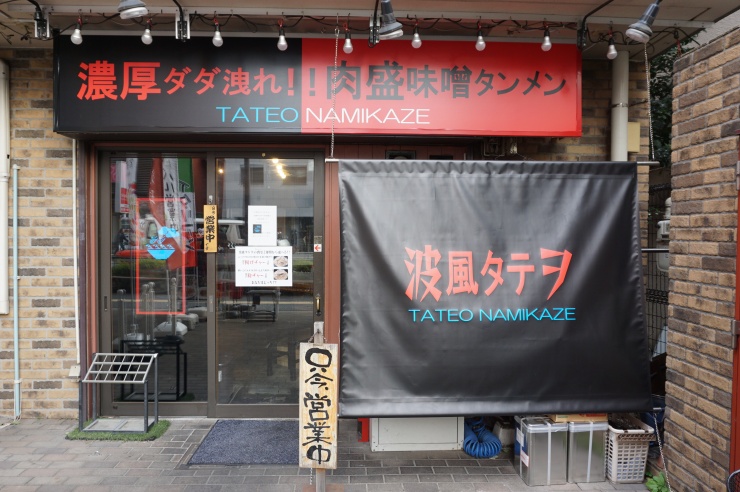 濃厚ダダ洩れ!!肉盛味噌タンメン
TATEO NAMIKAZE
営業中
波風タテヲ
TATEO NAMIKAZE
只今、営業中